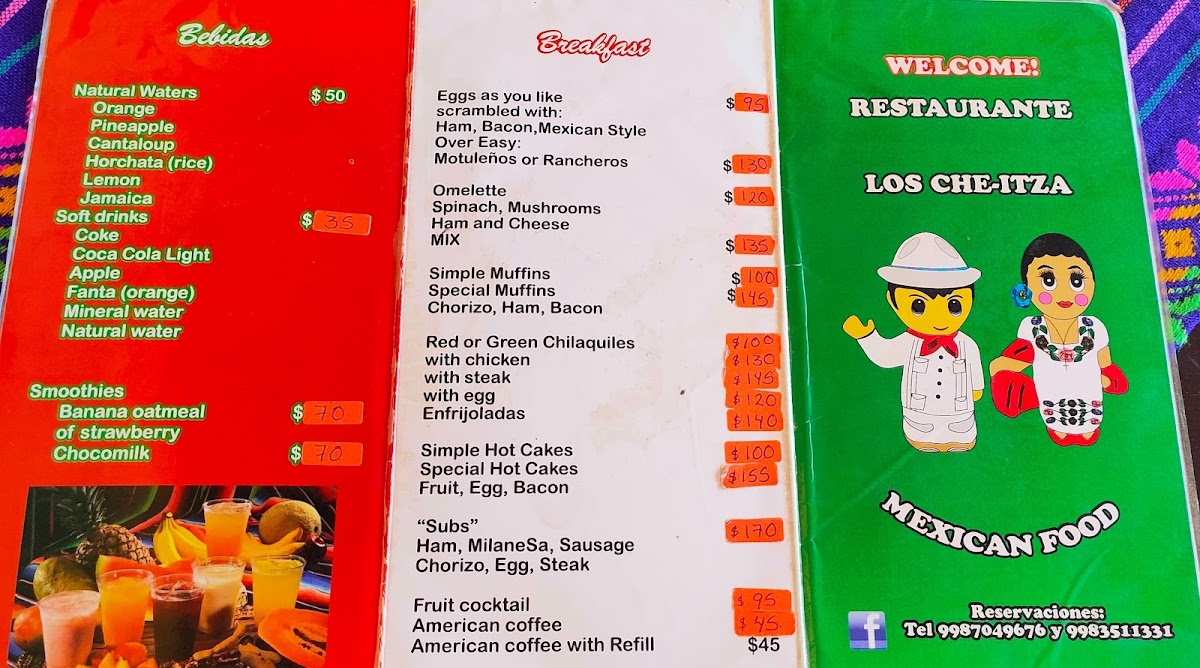 Bebidas
Natural Waters $ 50
Orange
Pineapple
Cantaloup
Horchata (rice)
Lemon
Jamaica
Soft drinks $ 35
Coke
Coca Cola Light
Apple
Fanta (orange)
Mineral water
Natural water
Smoothies
Banana oatmeal $ 70
of strawberry
Chocomilk $ 70
Breakfast
Eggs as you like $ 95
scrambled with:
Ham, Bacon,Mexican Style
Over Easy:
Motuleños or Rancheros $ 130
Omelette $ 120
Spinach, Mushrooms
Ham and Cheese
MIX $ 135
Simple Muffins $ 100
Special Muffins $ 145
Chorizo, Ham, Bacon
Red or Green Chilaquiles $100
with chicken $130
with steak $145
with egg $120
Enfrijoladas $140
Simple Hot Cakes $100
Special Hot Cakes $155
Fruit, Egg, Bacon
“Subs” $170
Ham, MilaneSa, Sausage
Chorizo, Egg, Steak
Fruit cocktail $ 95
American coffee $ 45
American coffee with Refill $45
WELCOME!
RESTAURANTE
LOS CHE-ITZA
MEXICAN FOOD
f
Reservaciones:
Tel 9987049676 y 9983511331